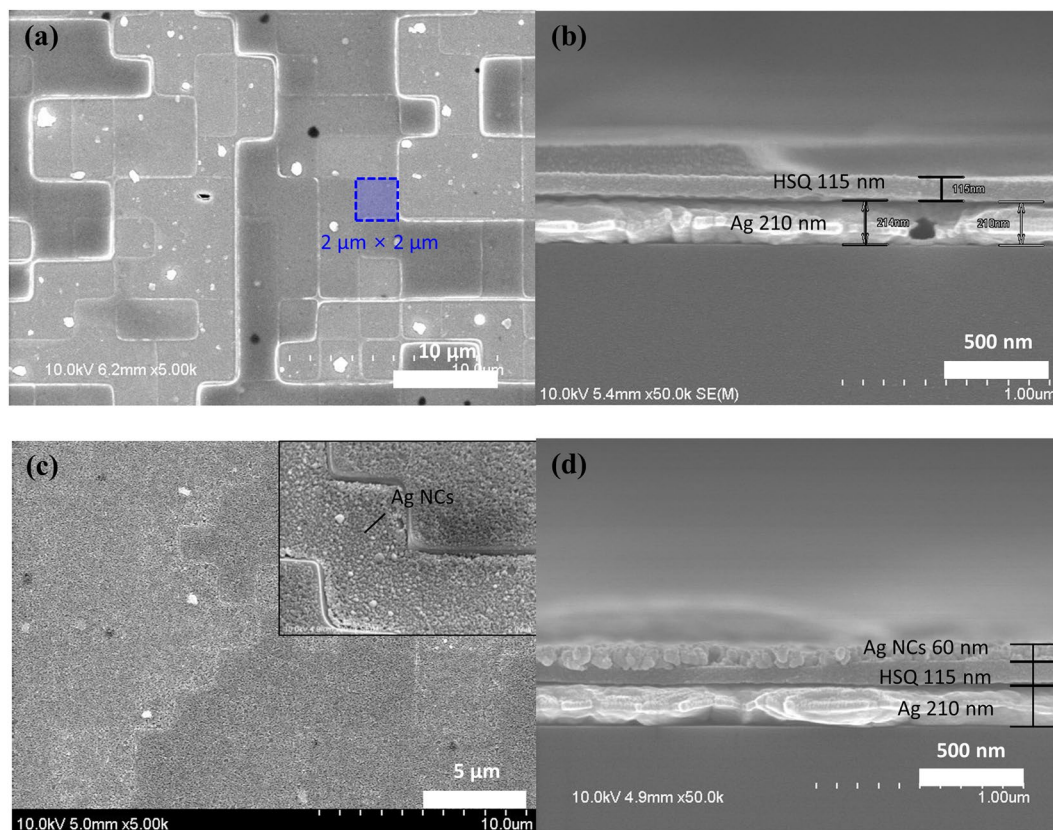 (a)
2 μm × 2 μm
10 μm
10.0kV 6.2mm x5.00k
10.0um
(b)
HSQ 115 nm
115nm
Ag 210 nm
214nm
210nm
500 nm
10.0kV 5.4mm x50.0k SE(M)
1.00um
(c)
Ag NCs
5 μm
10.0kV 5.0mm x5.00k
10.0um
(d)
Ag NCs 60 nm
HSQ 115 nm
Ag 210 nm
500 nm
10.0kV 4.9mm x50.0k
1.00um